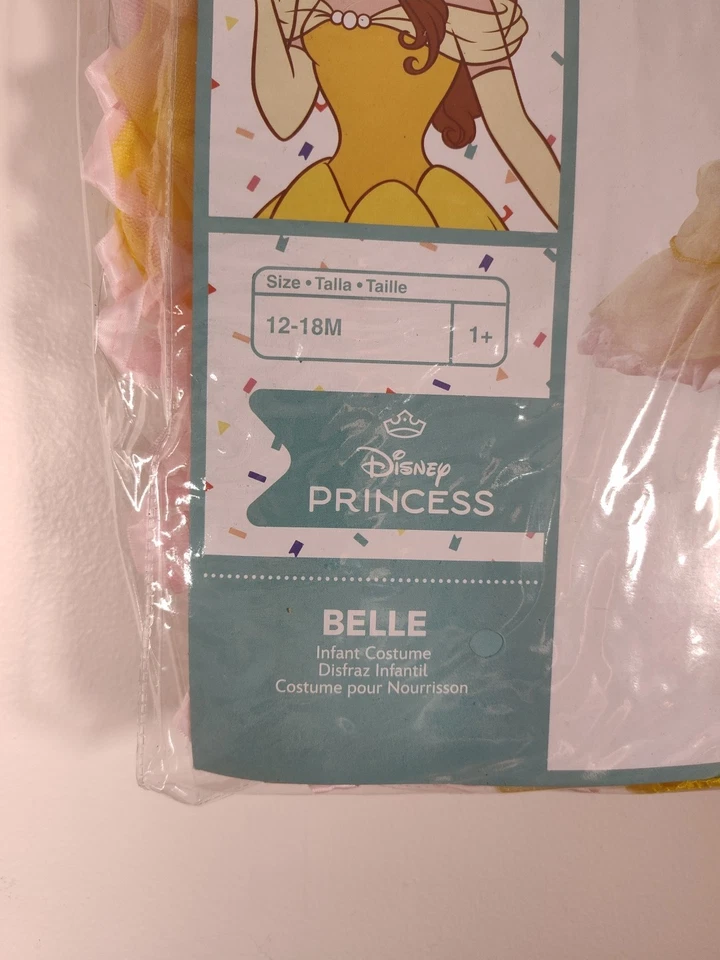 Size • Talla • Taille
12-18M
1+
Disney
PRINCESS
BELLE
Infant Costume
Disfraz Infantil
Costume pour Nourrisson